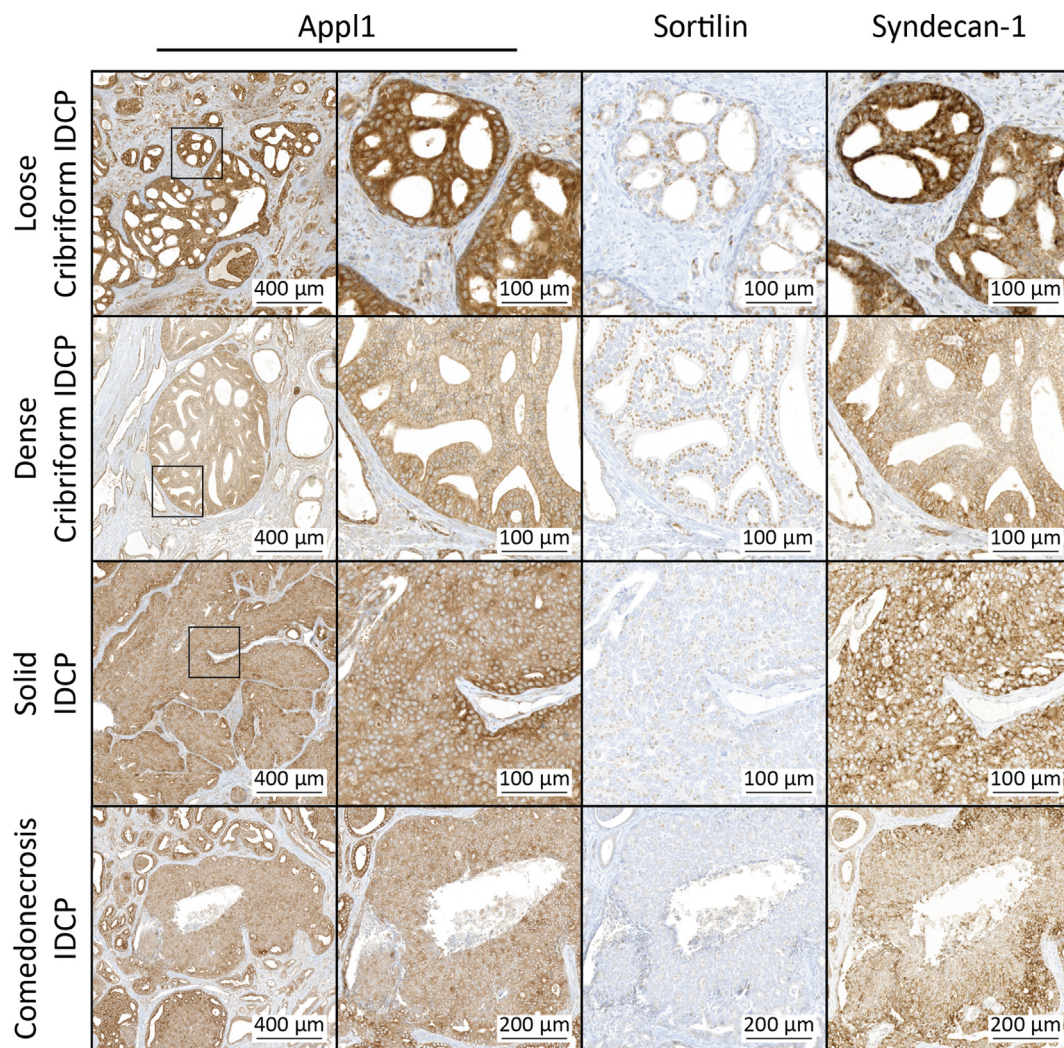 Appl1 Sortilin Syndecan-1
Loose
Cribriform IDCP
400 µm 100 µm 100 µm 100 µm
Dense
Cribriform IDCP
400 µm 100 µm 100 µm 100 µm
Solid
IDCP
400 µm 100 µm 100 µm 100 µm
Comedonecrosis
IDCP
400 µm 200 µm 200 µm 200 µm